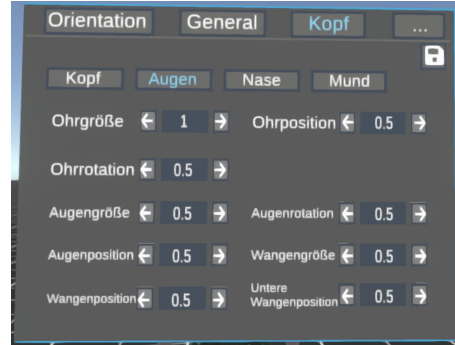 Orientation General Kopf ...
Kopf Augen Nase Mund
Ohrgröße 1 Ohrposition 0.5
Ohrrotation 0.5
Augengröße 0.5 Augenrotation 0.5
Augenposition 0.5 Wangengröße 0.5
Wangenposition 0.5 Untere
Wangenposition 0.5